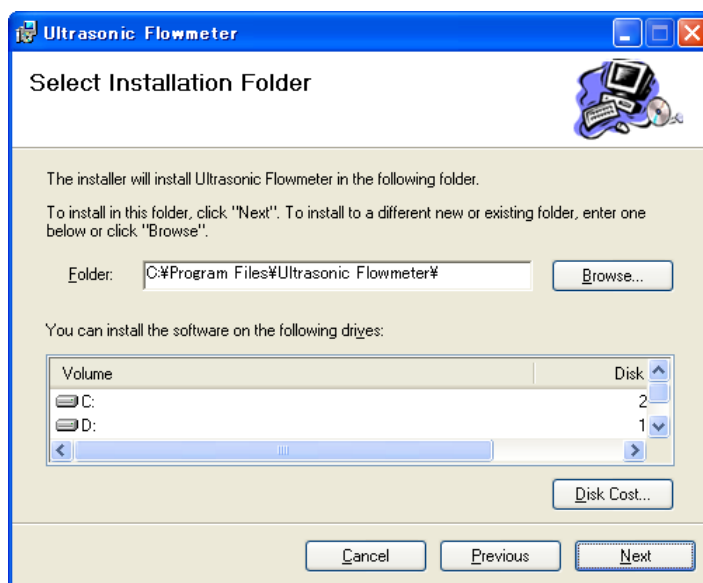 Ultrasonic Flowmeter
Select Installation Folder
The installer will install Ultrasonic Flowmeter in the following folder.
To install in this folder, click "Next". To install to a different new or existing folder, enter one
below or click "Browse".
Folder: C:¥Program Files¥Ultrasonic Flowmeter¥ Browse...
You can install the software on the following drives:
Volume Disk
C: 2
D: 1
Disk Cost...
Cancel Previous Next